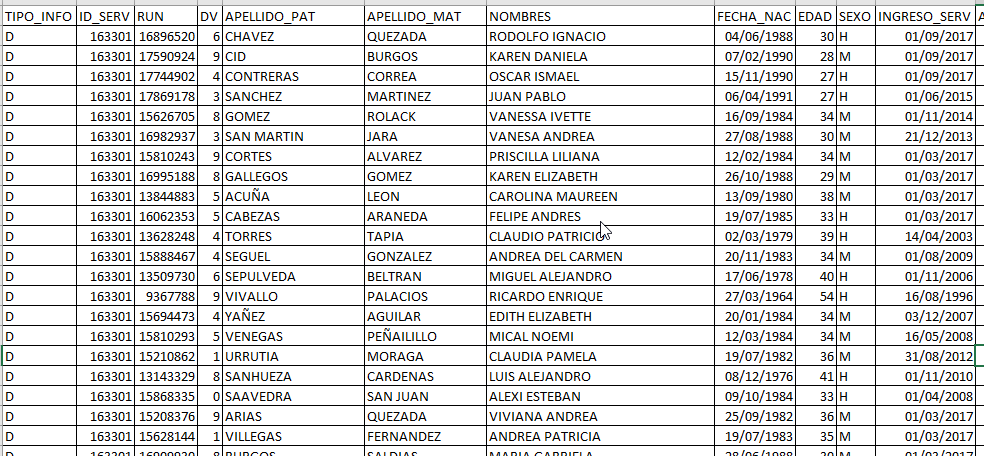 TIPO_INFO ID_SERV RUN DV APELLIDO_PAT APELLIDO_MAT NOMBRES FECHA_NAC EDAD SEXO INGRESO_SERV
D 163301 16896520 6 CHAVEZ QUEZADA RODOLFO IGNACIO 04/06/1988 30 H 01/09/2017
D 163301 17590924 9 CID BURGOS KAREN DANIELA 07/02/1990 28 M 01/09/2017
D 163301 17744902 4 CONTRERAS CORREA OSCAR ISMAEL 15/11/1990 27 H 01/09/2017
D 163301 17869178 3 SANCHEZ MARTINEZ JUAN PABLO 06/04/1991 27 H 01/06/2015
D 163301 15626705 8 GOMEZ ROLACK VANESSA IVETTE 16/09/1984 34 M 01/11/2014
D 163301 16982937 3 SAN MARTIN JARA VANESA ANDREA 27/08/1988 30 M 21/12/2013
D 163301 15810243 9 CORTES ALVAREZ PRISCILLA LILIANA 12/02/1984 34 M 01/03/2017
D 163301 16995188 8 GALLEGOS GOMEZ KAREN ELIZABETH 26/10/1988 29 M 01/03/2017
D 163301 13844883 5 ACUÑA LEON CAROLINA MAUREEN 13/09/1980 38 M 01/03/2017
D 163301 16062353 5 CABEZAS ARANEDA FELIPE ANDRES 19/07/1985 33 H 01/03/2017
D 163301 13628248 4 TORRES TAPIA CLAUDIO PATRICIO 02/03/1979 39 H 14/04/2003
D 163301 15888467 4 SEGUEL GONZALEZ ANDREA DEL CARMEN 20/11/1983 34 M 01/08/2009
D 163301 13509730 6 SEPULVEDA BELTRAN MIGUEL ALEJANDRO 17/06/1978 40 H 01/11/2006
D 163301 9367788 9 VIVALLO PALACIOS RICARDO ENRIQUE 27/03/1964 54 H 16/08/1996
D 163301 15694473 4 YAÑEZ AGUILAR EDITH ELIZABETH 20/01/1984 34 M 03/12/2007
D 163301 15810293 5 VENEGAS PEÑAILILLO MICAL NOEMI 12/03/1984 34 M 16/05/2008
D 163301 15210862 1 URRUTIA MORAGA CLAUDIA PAMELA 19/07/1982 36 M 31/08/2012
D 163301 13143329 8 SANHUEZA CARDENAS LUIS ALEJANDRO 08/12/1976 41 H 01/11/2010
D 163301 15868335 0 SAAVEDRA SAN JUAN ALEXI ESTEBAN 09/10/1984 33 H 01/04/2008
D 163301 15208376 9 ARIAS QUEZADA VIVIANA ANDREA 25/09/1982 36 M 01/03/2017
D 163301 15628144 1 VILLEGAS FERNANDEZ ANDREA PATRICIA 19/07/1983 35 M 01/03/2017